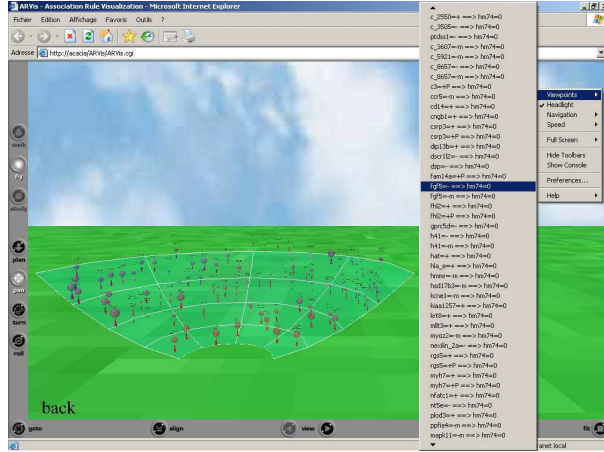 ARVis - Association Rule Visualization - Microsoft Internet Explorer
Fichier Edition Affichage Favoris Outils ?
Adresse http://acacia/ARVis/ARVis.cgi
walk
fly
study
plan
pan
turn
roll
back
goto align view fit
c_2550=+ ==> hm74=0
c_3505=- ==> hm74=0
ptdss1=- ==> hm74=0
c_3607=-m ==> hm74=0
c_5921=-m ==> hm74=0
c_8657=- ==> hm74=0
c_8657=-m ==> hm74=0
c3=+P ==> hm74=0
ccr5=-m ==> hm74=0
cd14=+ ==> hm74=0
cngb1=+ ==> hm74=0
csrp3=+ ==> hm74=0
csrp3=+P ==> hm74=0
dip13b=+ ==> hm74=0
dscr1l2=- ==> hm74=0
dsp=- ==> hm74=0
fam14a=+P ==> hm74=0
fgf5=- ==> hm74=0
fgf5=-m ==> hm74=0
fhl2=+ ==> hm74=0
fhl2=+P ==> hm74=0
gprc5d=- ==> hm74=0
h41=- ==> hm74=0
h41=-m ==> hm74=0
hat=+ ==> hm74=0
hla_e=+ ==> hm74=0
hmmr=-m ==> hm74=0
hsd17b3=-m ==> hm74=0
kcne1=-m ==> hm74=0
kiaa1257=+ ==> hm74=0
krt8=+ ==> hm74=0
mllt3=+ ==> hm74=0
myoz2=-m ==> hm74=0
nexilin_2a=- ==> hm74=0
rgs5=+ ==> hm74=0
rgs5=+P ==> hm74=0
myh7=+ ==> hm74=0
myh7=+P ==> hm74=0
nfatc1=+ ==> hm74=0
nt5e=- ==> hm74=0
plod3=+ ==> hm74=0
ppfia4=-m ==> hm74=0
mapk11=-m ==> hm74=0
Viewpoints
Headlight
Navigation
Speed
Full Screen
Hide Toolbars
Show Console
Preferences...
Help
anet local